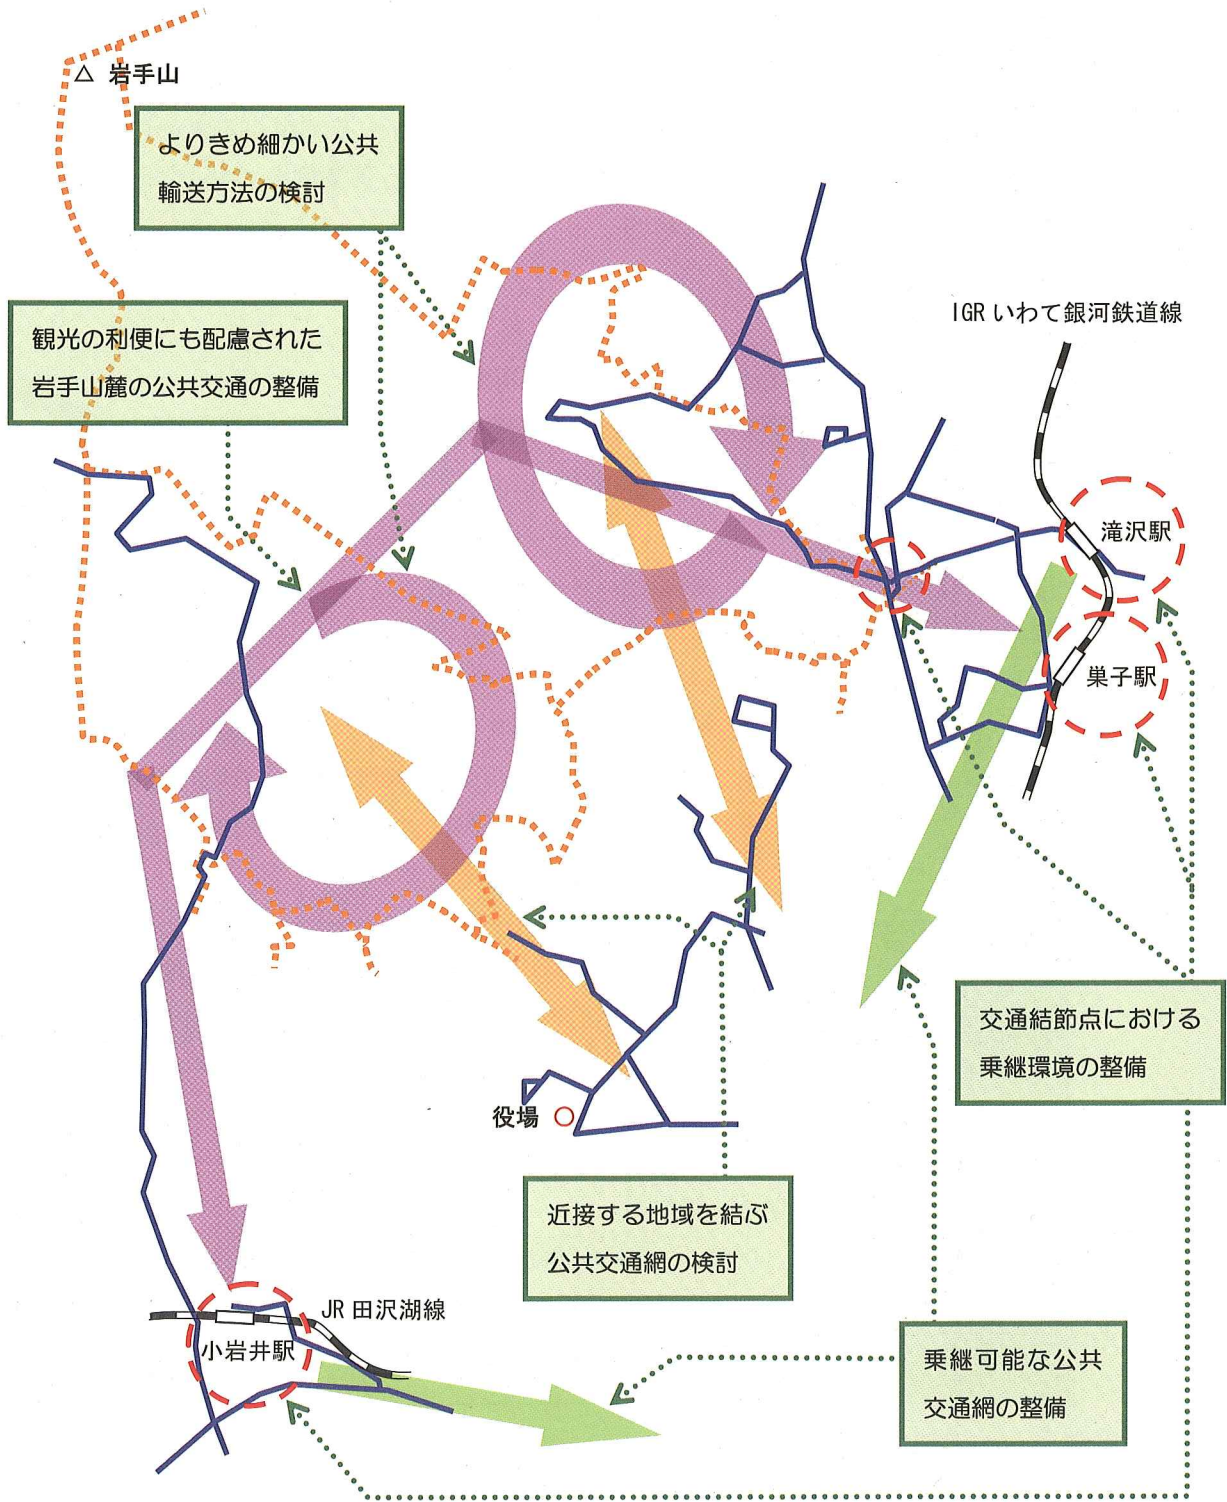 △ 岩手山
よりきめ細かい公共
輸送方法の検討
観光の利便にも配慮された
岩手山麓の公共交通の整備
IGR いわて銀河鉄道線
滝沢駅
巣子駅
交通結節点における
乗継環境の整備
役場 ○
近接する地域を結ぶ
公共交通網の検討
JR 田沢湖線
小岩井駅
乗継可能な公共
交通網の整備